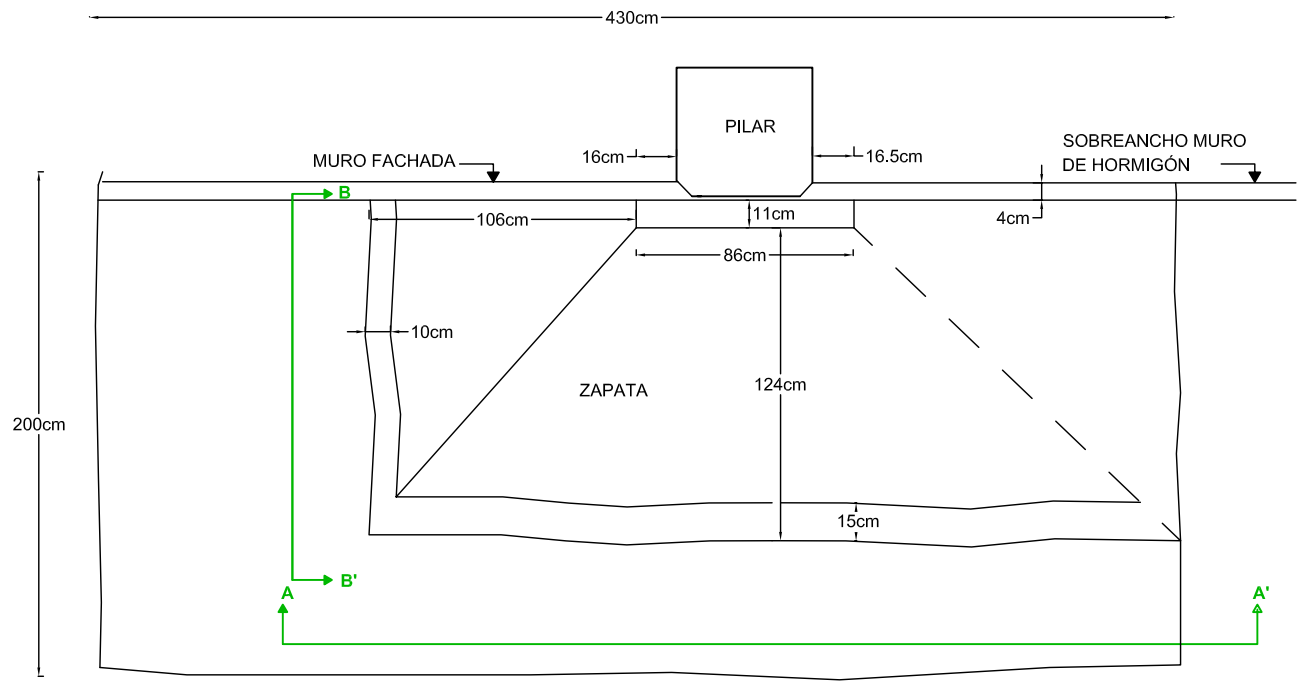 430cm
PILAR
SOBREANCHO MURO
DE HORMIGÓN
MURO FACHADA
16cm
16.5cm
B
106cm
11cm
4cm
86cm
10cm
124cm
ZAPATA
200cm
15cm
B'
A
A'